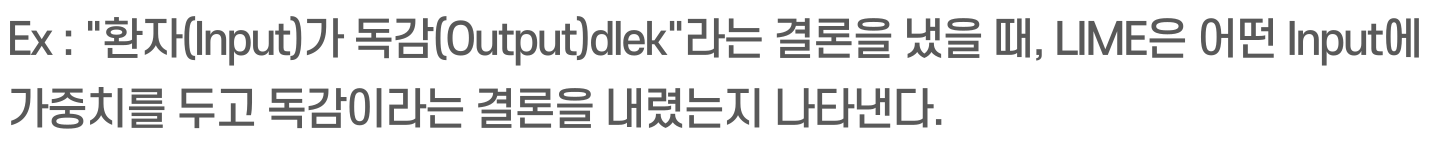 Ex : "환자(Input)가 독감(Output)dlek"라는 결론을 냈을 때, LIME은 어떤 Input에
가중치를 두고 독감이라는 결론을 내렸는지 나타낸다.